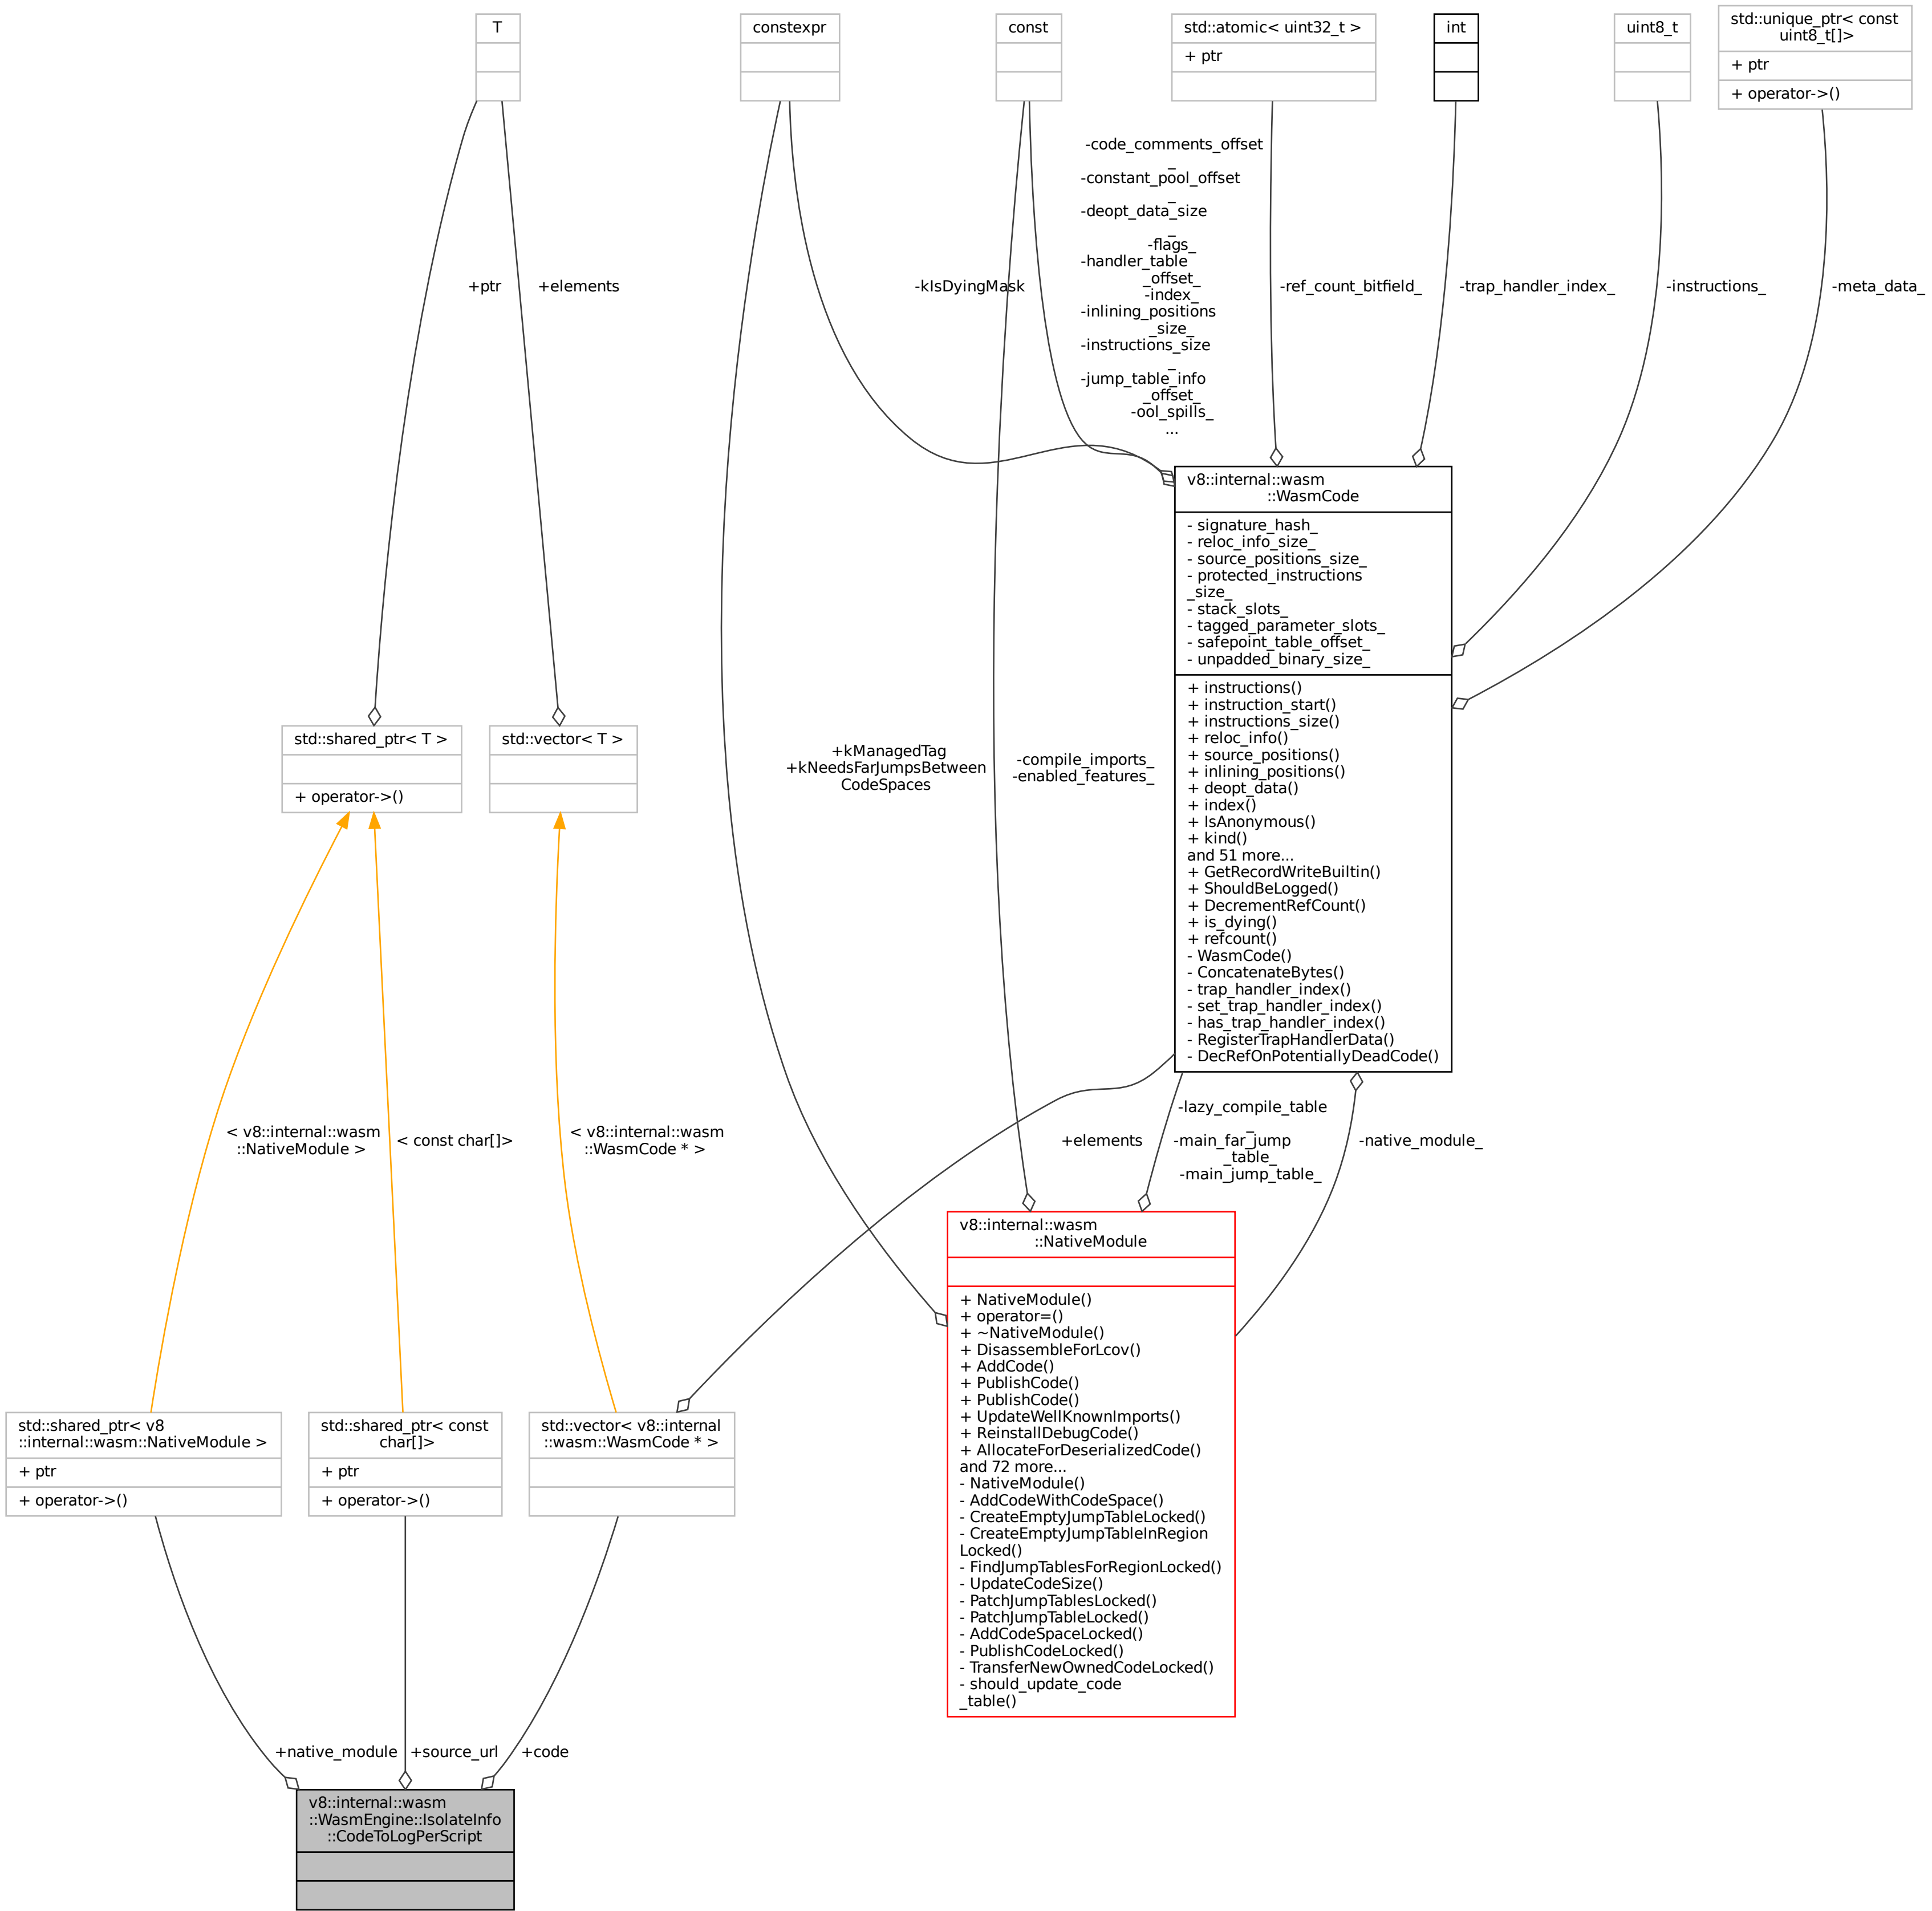 T
constexpr
const
std::atomic< uint32_t >
+ ptr
int
uint8_t
std::unique_ptr< const
uint8_t[]>
+ ptr
+ operator->()
+ptr
+elements
-kIsDyingMask
-code_comments_offset
_
-constant_pool_offset
_
-deopt_data_size
_
-flags_
-handler_table
_offset_
-index_
-inlining_positions
_size_
-instructions_size
_
-jump_table_info
_offset_
-ool_spills_
...
-ref_count_bitfield_
-trap_handler_index_
-instructions_
-meta_data_
v8::internal::wasm
::WasmCode
- signature_hash_
- reloc_info_size_
- source_positions_size_
- protected_instructions
_size_
- stack_slots_
- tagged_parameter_slots_
- safepoint_table_offset_
- unpadded_binary_size_
+ instructions()
+ instruction_start()
+ instructions_size()
+ reloc_info()
+ source_positions()
+ inlining_positions()
+ deopt_data()
+ index()
+ IsAnonymous()
+ kind()
and 51 more...
+ GetRecordWriteBuiltin()
+ ShouldBeLogged()
+ DecrementRefCount()
+ is_dying()
+ refcount()
- WasmCode()
- ConcatenateBytes()
- trap_handler_index()
- set_trap_handler_index()
- has_trap_handler_index()
- RegisterTrapHandlerData()
- DecRefOnPotentiallyDeadCode()
std::shared_ptr< T >
+ operator->()
std::vector< T >
+kManagedTag
+kNeedsFarJumpsBetween
CodeSpaces
-compile_imports_
-enabled_features_
< v8::internal::wasm
::NativeModule >
< const char[]>
< v8::internal::wasm
::WasmCode * >
+elements
-lazy_compile_table
_
-main_far_jump
_table_
-main_jump_table_
-native_module_
v8::internal::wasm
::NativeModule
+ NativeModule()
+ operator=()
+ ~NativeModule()
+ DisassembleForLcov()
+ AddCode()
+ PublishCode()
+ PublishCode()
+ UpdateWellKnownImports()
+ ReinstallDebugCode()
+ AllocateForDeserializedCode()
and 72 more...
- NativeModule()
- AddCodeWithCodeSpace()
- CreateEmptyJumpTableLocked()
- CreateEmptyJumpTableInRegion
Locked()
- FindJumpTablesForRegionLocked()
- UpdateCodeSize()
- PatchJumpTablesLocked()
- PatchJumpTableLocked()
- AddCodeSpaceLocked()
- PublishCodeLocked()
- TransferNewOwnedCodeLocked()
- should_update_code
_table()
std::shared_ptr< v8
::internal::wasm::NativeModule >
+ ptr
+ operator->()
std::shared_ptr< const
char[]>
+ ptr
+ operator->()
std::vector< v8::internal
::wasm::WasmCode * >
+native_module
+source_url
+code
v8::internal::wasm
::WasmEngine::IsolateInfo
::CodeToLogPerScript